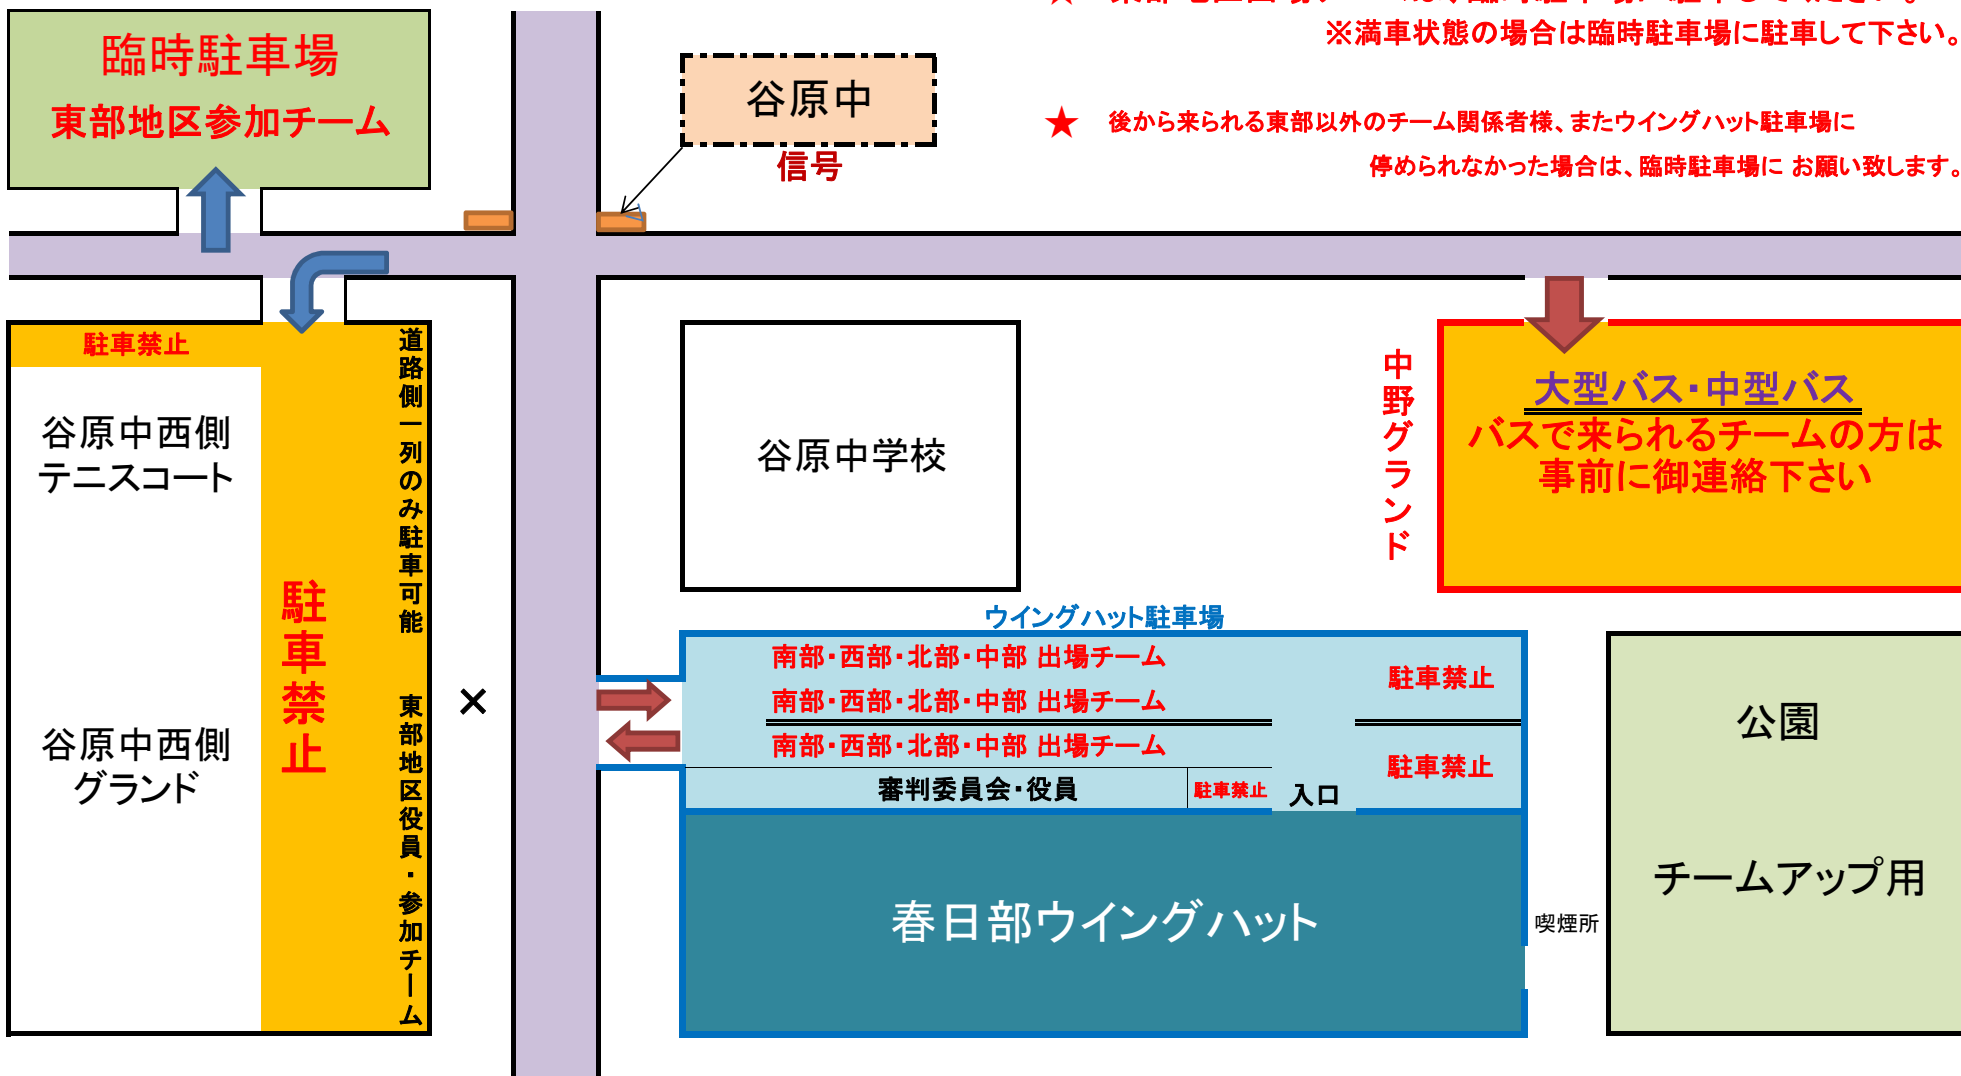 臨時駐車場
東部地区参加チーム
谷原中
信号
※満車状態の場合は臨時駐車場に駐車して下さい。
★ 後から来られる東部以外のチーム関係者様、またウイングハット駐車場に
停められなかった場合は、臨時駐車場に お願い致します。
駐車禁止
谷原中西側
テニスコート
谷原中西側
グランド
駐車禁止
道路側一列のみ駐車可能 東部地区役員・参加チーム
×
谷原中学校
中野グランド
大型バス・中型バス
バスで来られるチームの方は
事前に御連絡下さい
ウイングハット駐車場
南部・西部・北部・中部 出場チーム
南部・西部・北部・中部 出場チーム
南部・西部・北部・中部 出場チーム
審判委員会・役員
駐車禁止
入口
駐車禁止
駐車禁止
春日部ウイングハット
喫煙所
公園
チームアップ用